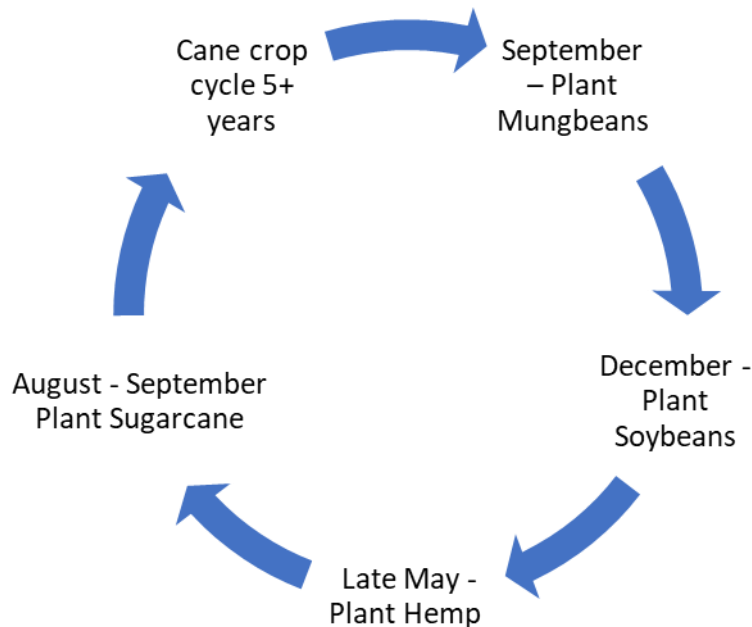 Cane crop
cycle 5+
years
September
– Plant
Mungbeans
December -
Plant
Soybeans
Late May -
Plant Hemp
August - September
Plant Sugarcane